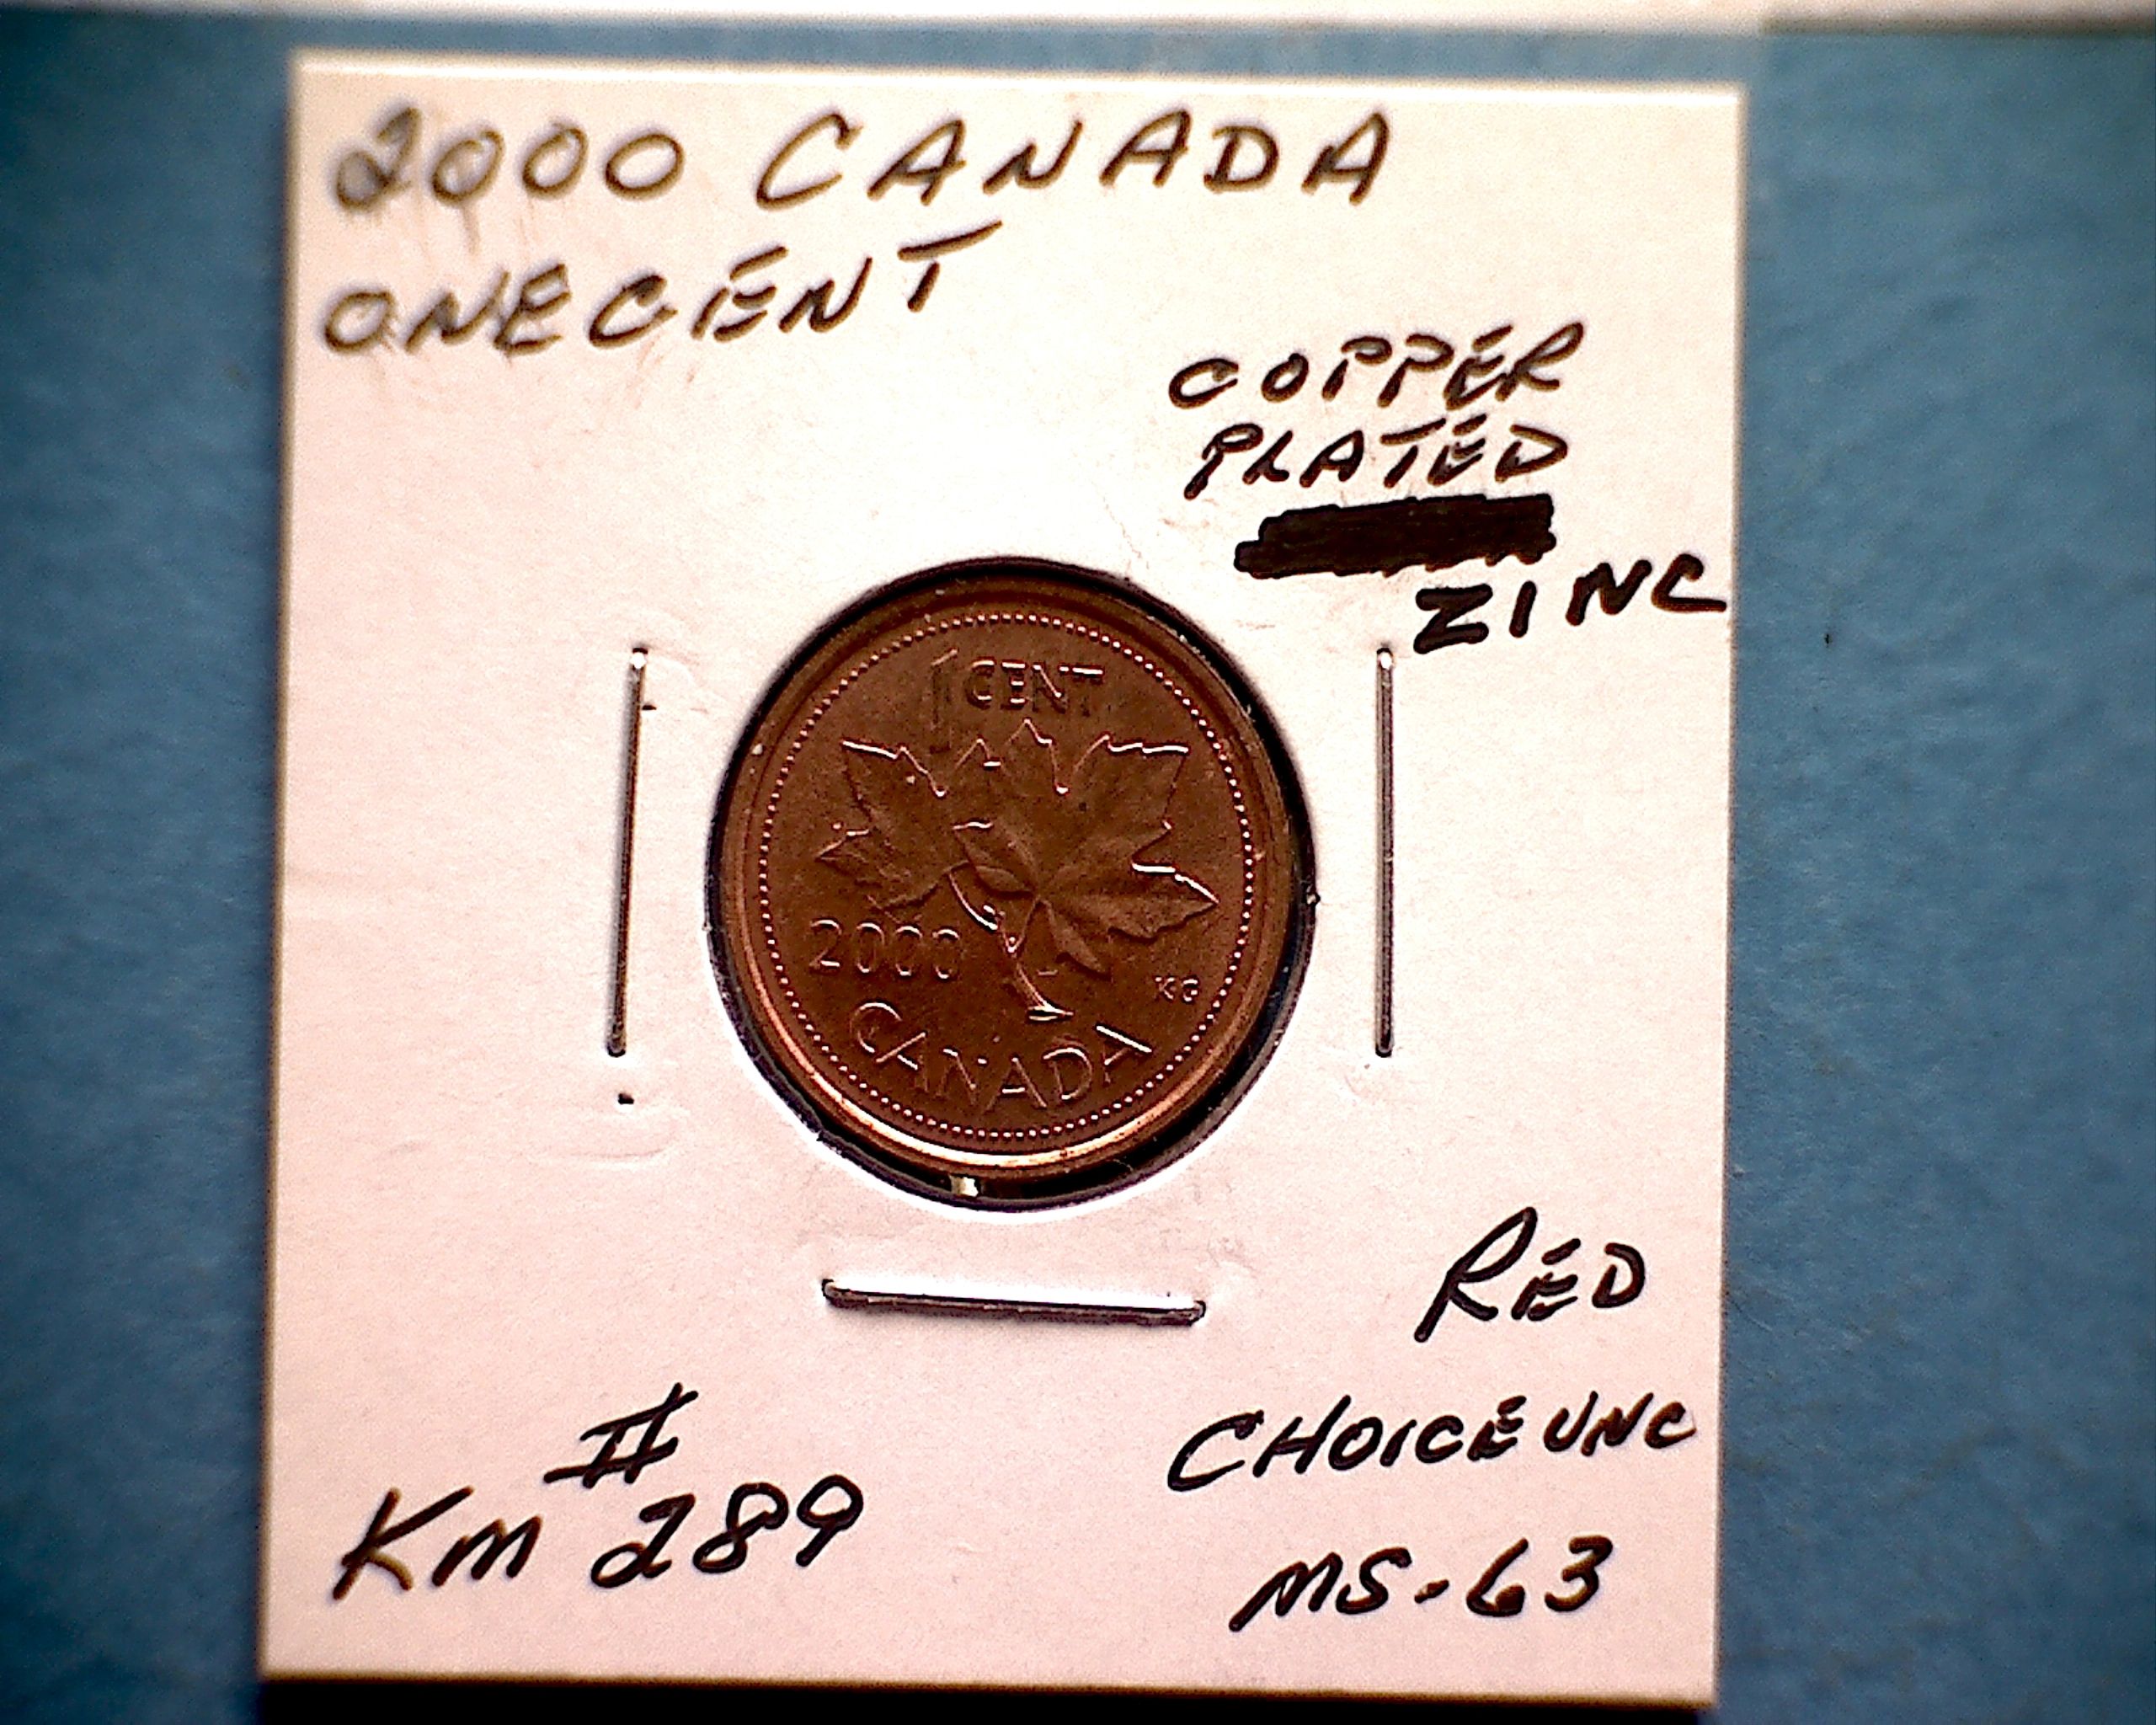 2000 CANADA
ONE CENT
COPPER
PLATED
ZINC
1 CENT
2000
KG
CANADA
RED
CHOICE UNC
MS-63
#
KM 289